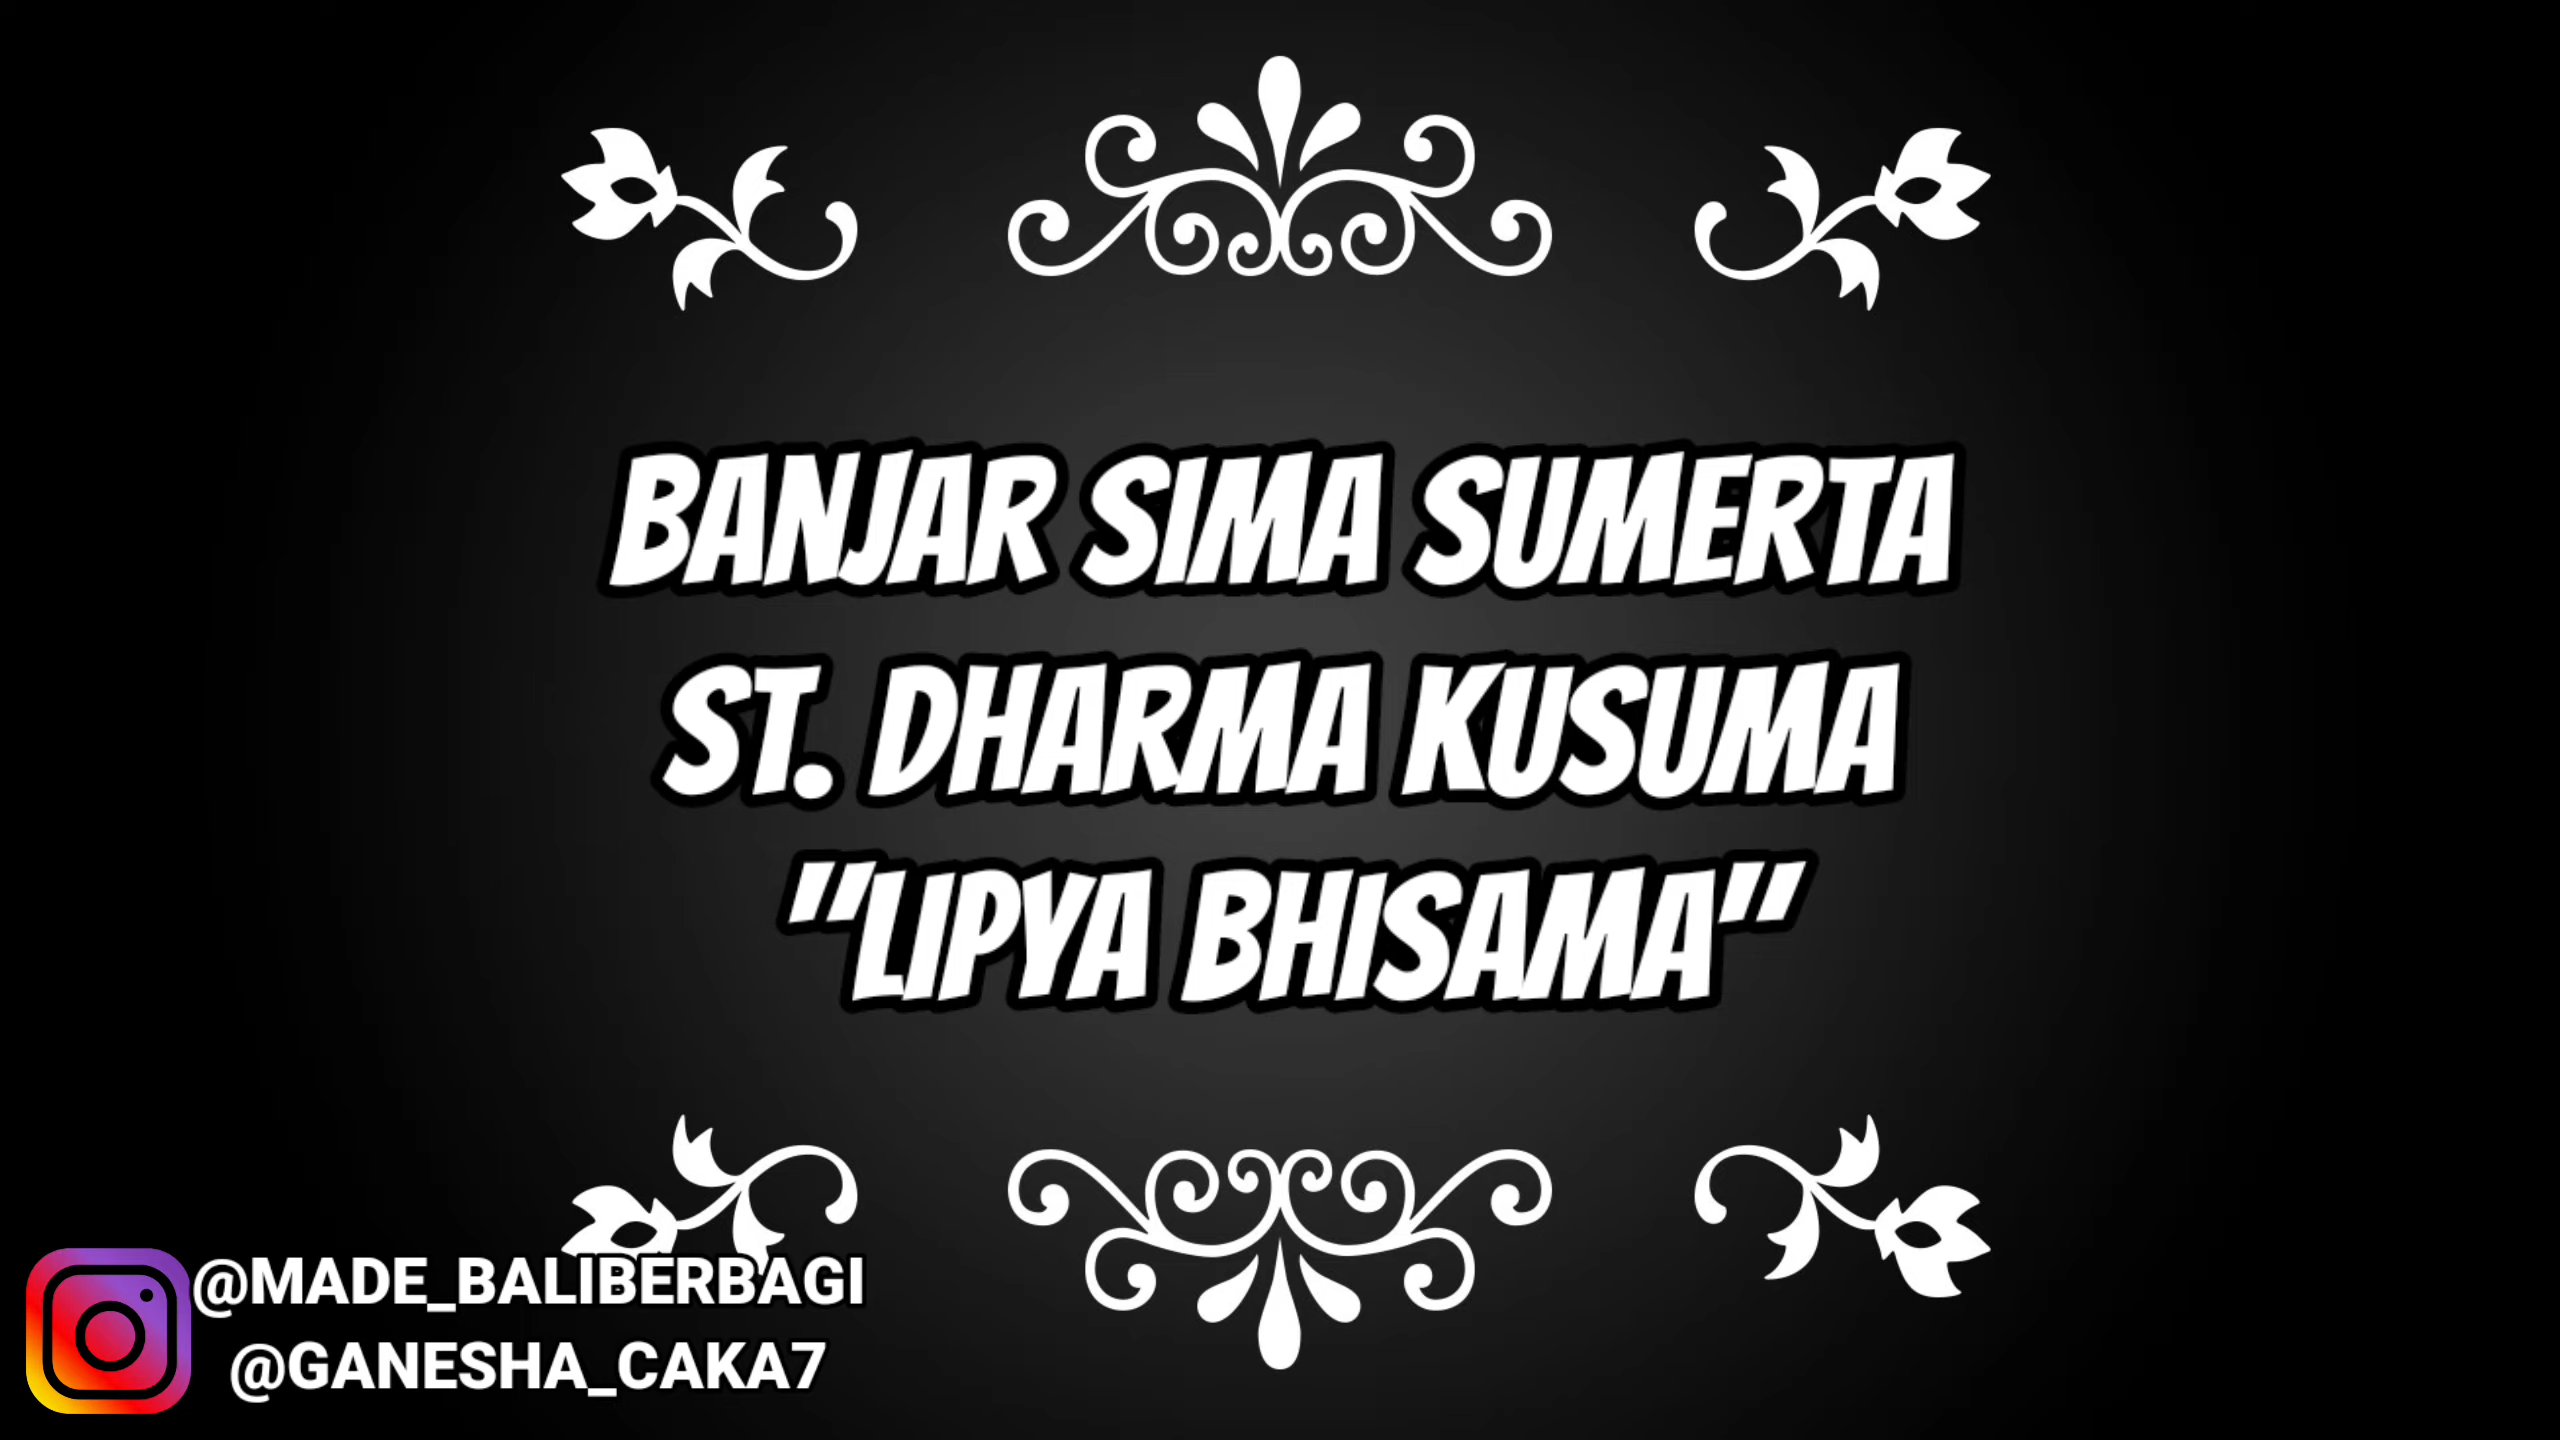 BANJAR SIMA SUMERTA
ST. DHARMA KUSUMA
"LIPYA BHISAMA"
@MADE_BALIBERBAGI
@GANESHA_CAKA7